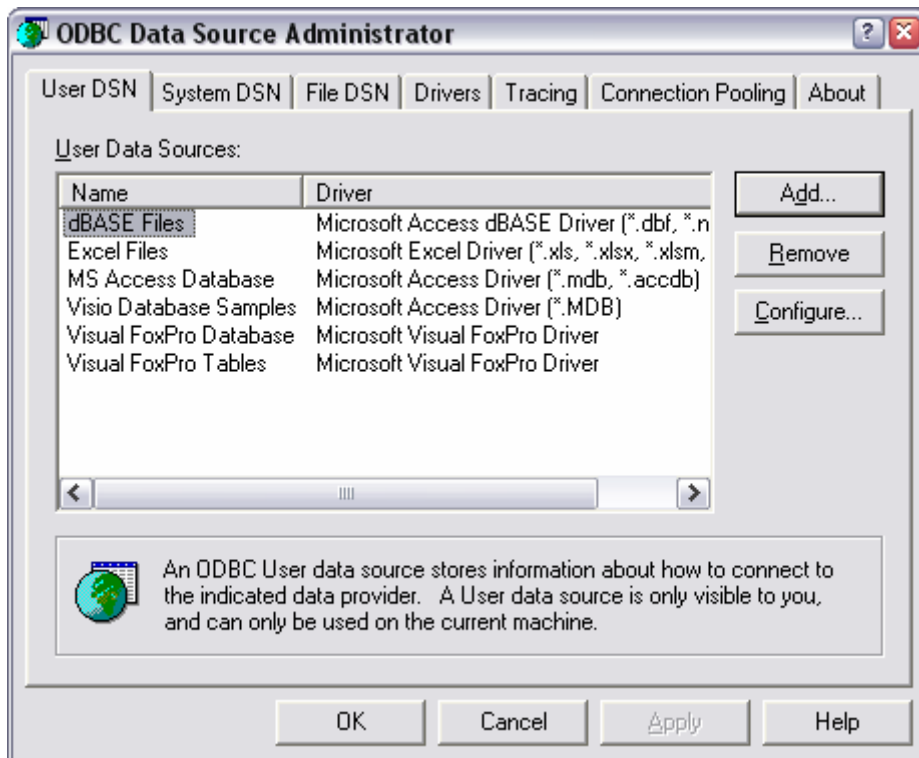 ODBC Data Source Administrator
User DSN System DSN File DSN Drivers Tracing Connection Pooling About
User Data Sources:
Name Driver
dBASE Files Microsoft Access dBASE Driver (*.dbf, *.n
Excel Files Microsoft Excel Driver (*.xls, *.xlsx, *.xlsm,
MS Access Database Microsoft Access Driver (*.mdb, *.accdb)
Visio Database Samples Microsoft Access Driver (*.MDB)
Visual FoxPro Database Microsoft Visual FoxPro Driver
Visual FoxPro Tables Microsoft Visual FoxPro Driver
Add...
Remove
Configure...
An ODBC User data source stores information about how to connect to
the indicated data provider. A User data source is only visible to you,
and can only be used on the current machine.
OK Cancel Apply Help